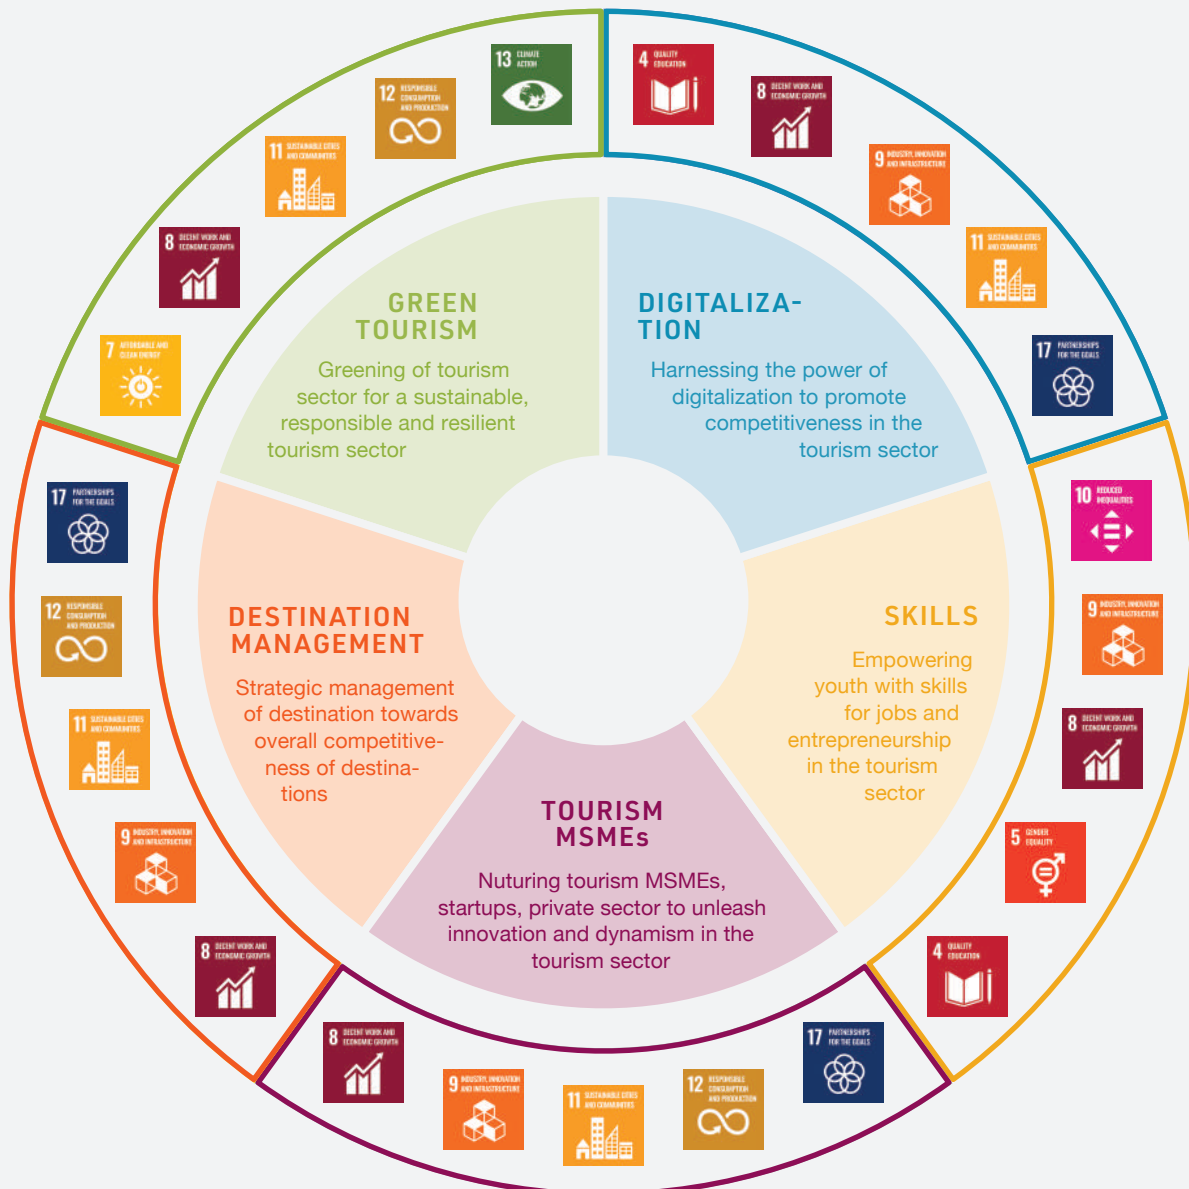 13 CLIMATE
ACTION
12 RESPONSIBLE
CONSUMPTION
AND PRODUCTION
11 SUSTAINABLE CITIES
AND COMMUNITIES
8 DECENT WORK AND
ECONOMIC GROWTH
7 AFFORDABLE AND
CLEAN ENERGY
GREEN
TOURISM
Greening of tourism
sector for a sustainable,
responsible and resilient
tourism sector
4 QUALITY
EDUCATION
8 DECENT WORK AND
ECONOMIC GROWTH
9 INDUSTRY, INNOVATION
AND INFRASTRUCTURE
11 SUSTAINABLE CITIES
AND COMMUNITIES
17 PARTNERSHIPS
FOR THE GOALS
DIGITALIZA-
TION
Harnessing the power of
digitalization to promote
competitiveness in the
tourism sector
10 REDUCED
INEQUALITIES
9 INDUSTRY, INNOVATION
AND INFRASTRUCTURE
8 DECENT WORK AND
ECONOMIC GROWTH
5 GENDER
EQUALITY
4 QUALITY
EDUCATION
SKILLS
Empowering
youth with skills
for jobs and
entrepreneurship
in the tourism
sector
17 PARTNERSHIPS
FOR THE GOALS
12 RESPONSIBLE
CONSUMPTION
AND PRODUCTION
11 SUSTAINABLE CITIES
AND COMMUNITIES
9 INDUSTRY, INNOVATION
AND INFRASTRUCTURE
8 DECENT WORK AND
ECONOMIC GROWTH
DESTINATION
MANAGEMENT
Strategic management
of destination towards
overall competitive-
ness of destina-
tions
TOURISM
MSMEs
Nuturing tourism MSMEs,
startups, private sector to unleash
innovation and dynamism in the
tourism sector
8 DECENT WORK AND
ECONOMIC GROWTH
9 INDUSTRY, INNOVATION
AND INFRASTRUCTURE
11 SUSTAINABLE CITIES
AND COMMUNITIES
12 RESPONSIBLE
CONSUMPTION
AND PRODUCTION
17 PARTNERSHIPS
FOR THE GOALS